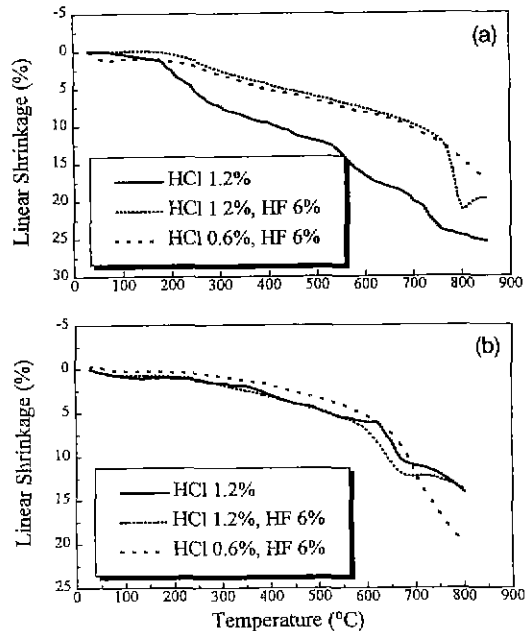 (a)
-5
0
5
10
15
20
25
30
Linear Shrinkage (%)
HCl 1.2%
HCl 1.2%, HF 6%
HCl 0.6%, HF 6%
0 100 200 300 400 500 600 700 800 900
(b)
-5
0
5
10
15
20
25
Linear Shrinkage (%)
HCl 1.2%
HCl 1.2%, HF 6%
HCl 0.6%, HF 6%
0 100 200 300 400 500 600 700 800 900
Temperature (°C)